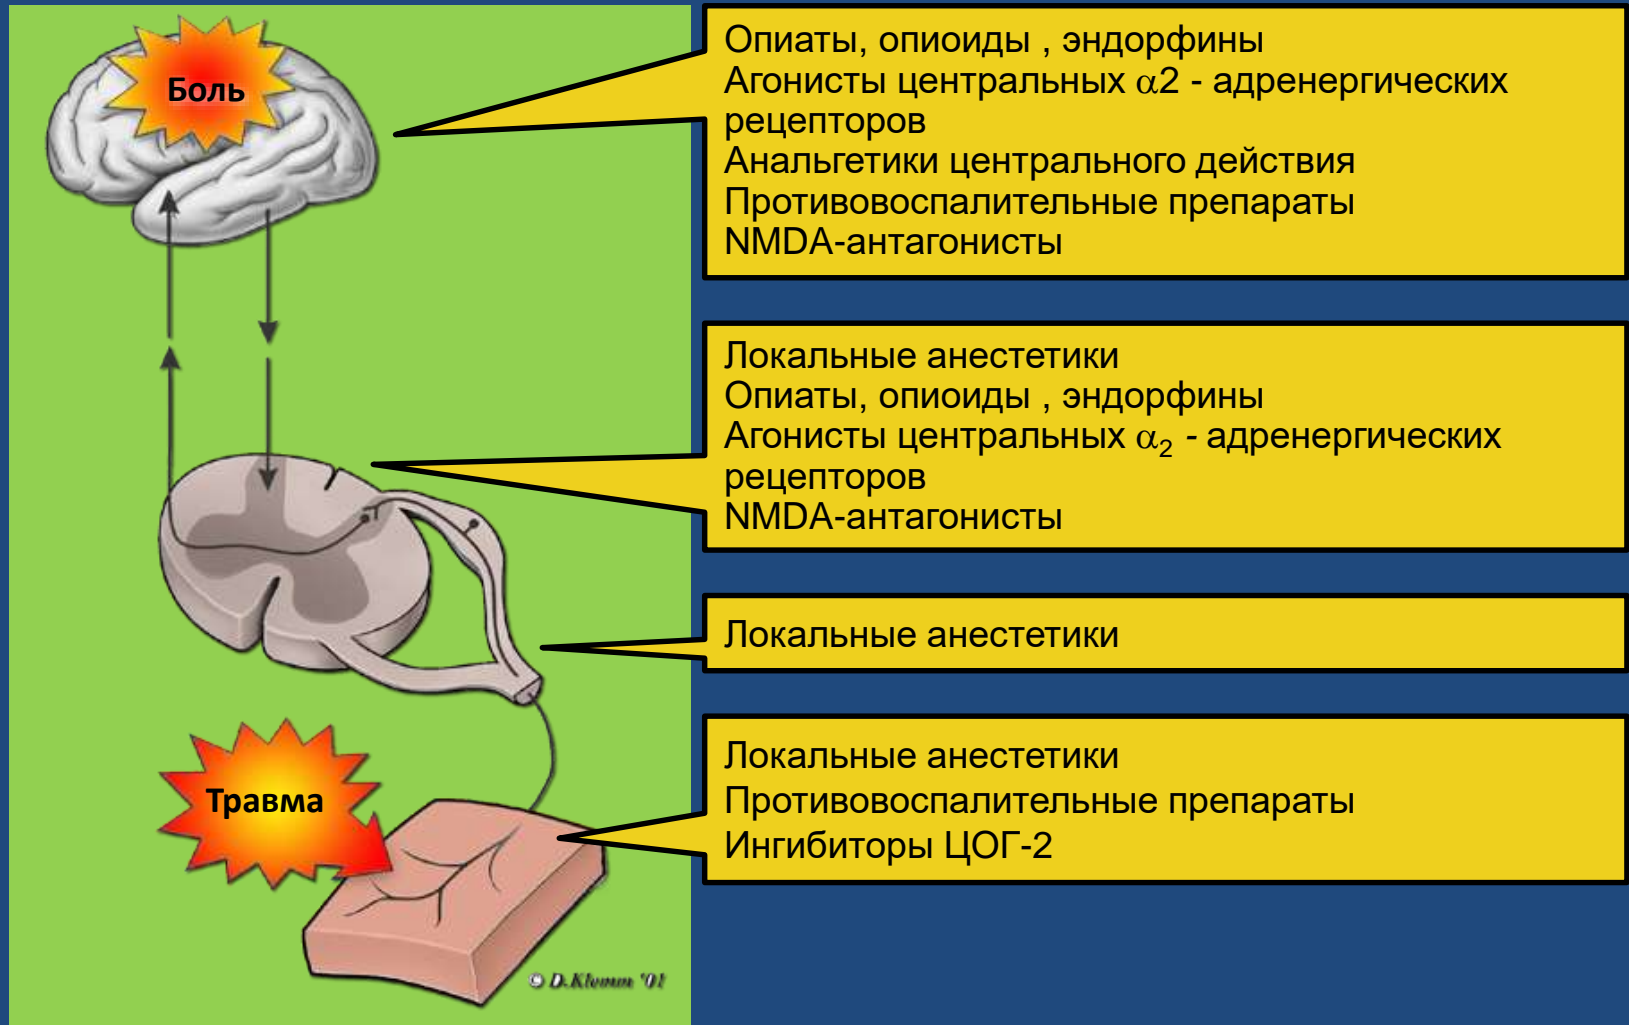 Боль
Опиаты, опиоиды , эндорфины
Агонисты центральных α2 - адренергических
рецепторов
Анальгетики центрального действия
Противовоспалительные препараты
NMDA-антагонисты
Локальные анестетики
Опиаты, опиоиды , эндорфины
Агонисты центральных α₂ - адренергических
рецепторов
NMDA-антагонисты
Локальные анестетики
Травма
Локальные анестетики
Противовоспалительные препараты
Ингибиторы ЦОГ-2
© D.Klemm '01